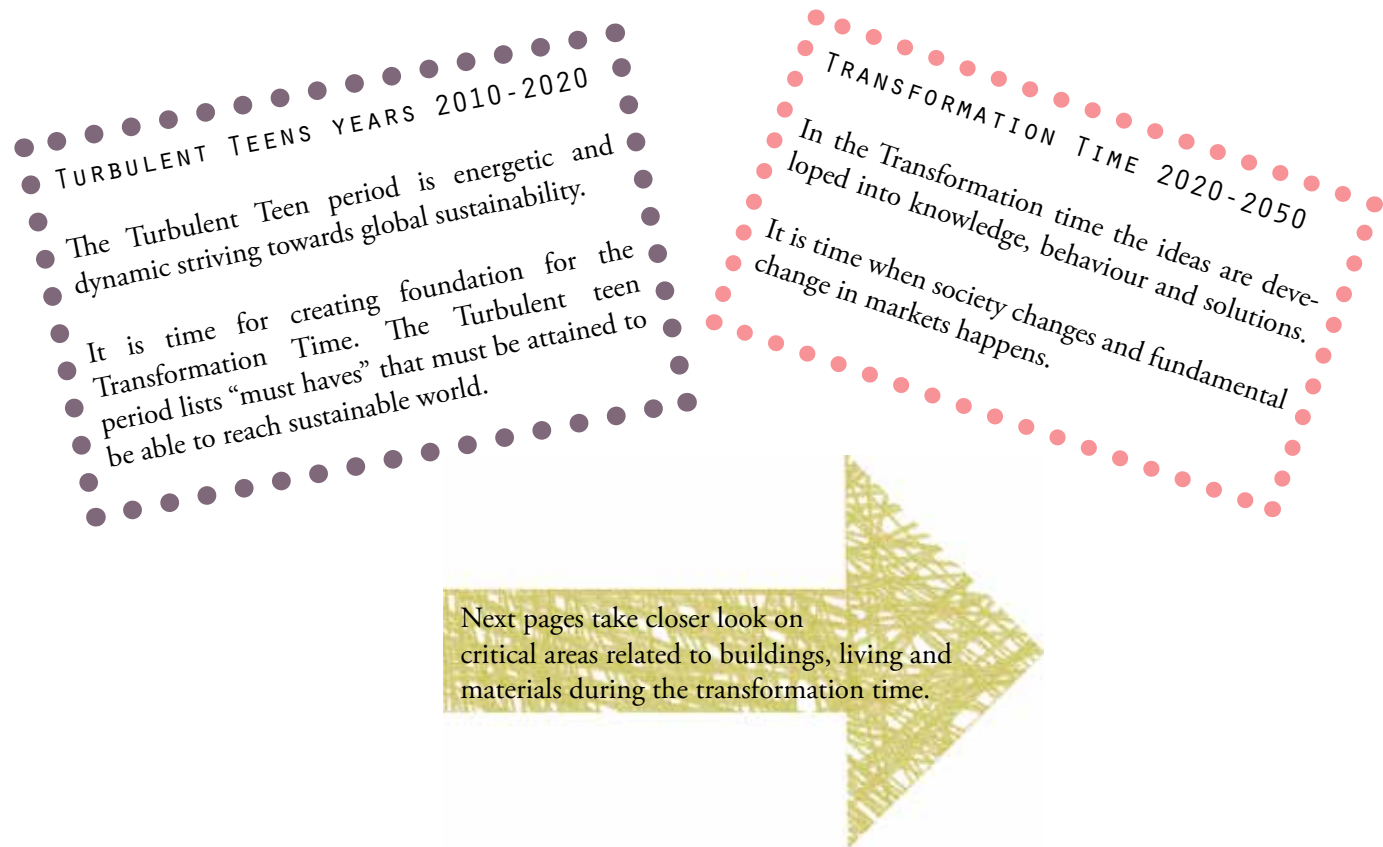 Turbulent Teens years 2010-2020
The Turbulent Teen period is energetic and
dynamic striving towards global sustainability.
It is time for creating foundation for the
Transformation Time. The Turbulent teen
period lists “must haves” that must be attained to
be able to reach sustainable world.
Transformation Time 2020-2050
In the Transformation time the ideas are deve-
loped into knowledge, behaviour and solutions.
It is time when society changes and fundamental
change in markets happens.
Next pages take closer look on
critical areas related to buildings, living and
materials during the transformation time.